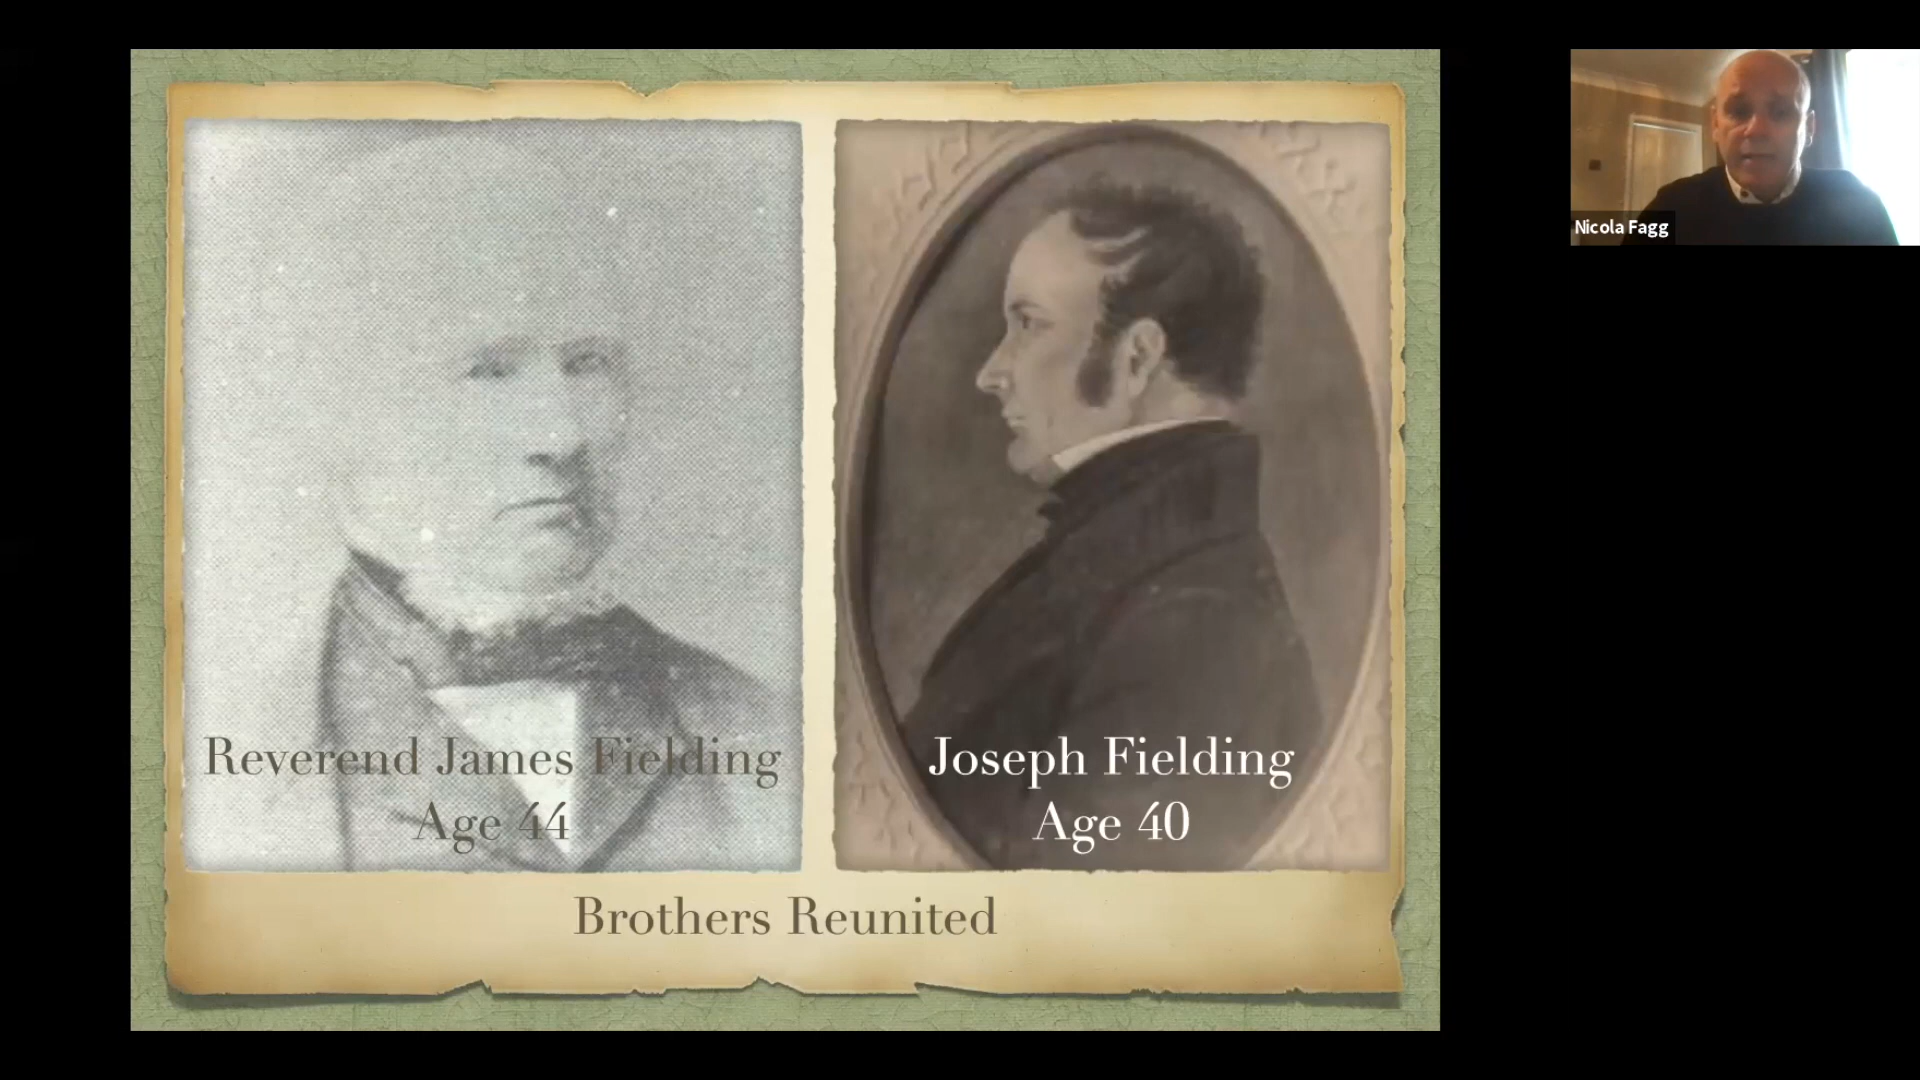 Reverend James Fielding
Age 44
Joseph Fielding
Age 40
Brothers Reunited
Nicola Fagg